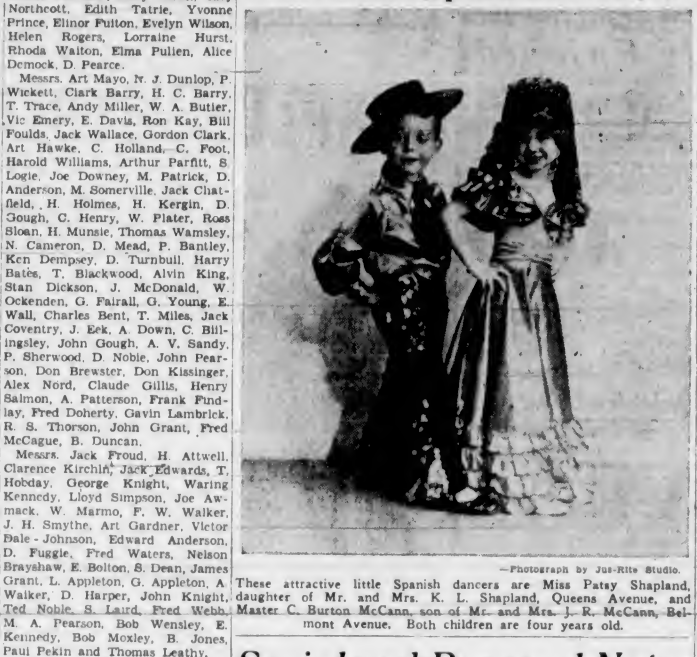 Northcott, Edith Tatrie, Yvonne
Prince, Elinor Fulton, Evelyn Wilson,
Helen Rogers, Lorraine Hurst,
Rhoda Walton, Elma Pullen, Alice
Demock, D. Pearce.
Messrs. Art Mayo, N. J. Dunlop, P.
Wickett, Clark Barry, H. C. Barry,
T. Trace, Andy Miller, W. A. Butler,
Vic Emery, E. Davis, Ron Kay, Bill
Foulds, Jack Wallace, Gordon Clark,
Art Hawke, C. Holland, C. Foot,
Harold Williams, Arthur Parfitt, S.
Logie, Joe Downey, M. Patrick, D.
Anderson, M. Somerville, Jack Chat-
field, H. Holmes, H. Kergin, D.
Gough, C. Henry, W. Plater, Ross
Sloan, H. Munsie, Thomas Wamsley,
N. Cameron, D. Mead, P. Bantley,
Ken Dempsey, D. Turnbull, Harry
Bates, T. Blackwood, Alvin King,
Stan Dickson, J. McDonald, W.
Ockenden, G. Fairall, G. Young, E.
Wall, Charles Bent, T. Miles, Jack
Coventry, J. Eek, A. Down, C. Bill-
ingsley, John Gough, A. V. Sandy,
P. Sherwood, D. Noble, John Pear-
son, Don Brewster, Don Kissinger,
Alex Nord, Claude Gillis, Henry
Salmon, A. Patterson, Frank Find-
lay, Fred Doherty, Gavin Lambrick,
R. S. Thorson, John Grant, Fred
McCague, B. Duncan.
Messrs. Jack Froud, H. Attwell,
Clarence Kirchin, Jack Edwards, T.
Hobday, George Knight, Waring
Kennedy, Lloyd Simpson, Joe Aw-
mack, W. Marmo, F. W. Walker,
J. H. Smythe, Art Gardner, Victor
Dale-Johnson, Edward Anderson,
D. Fuggle, Fred Waters, Nelson
Brayshaw, E. Bolton, S. Dean, James
Grant, L. Appleton, G. Appleton, A.
Walker, D. Harper, John Knight,
Ted Noble, S. Laird, Fred Webb,
M. A. Pearson, Bob Wensley, E.
Kennedy, Bob Moxley, B. Jones,
Paul Pekin and Thomas Leathy.
—Photograph by Jus-Rite Studio.
These attractive little Spanish dancers are Miss Patsy Shapland,
daughter of Mr. and Mrs. K. L. Shapland, Queens Avenue, and
Master C. Burton McCann, son of Mr. and Mrs. J. R. McCann, Bel-
mont Avenue. Both children are four years old.